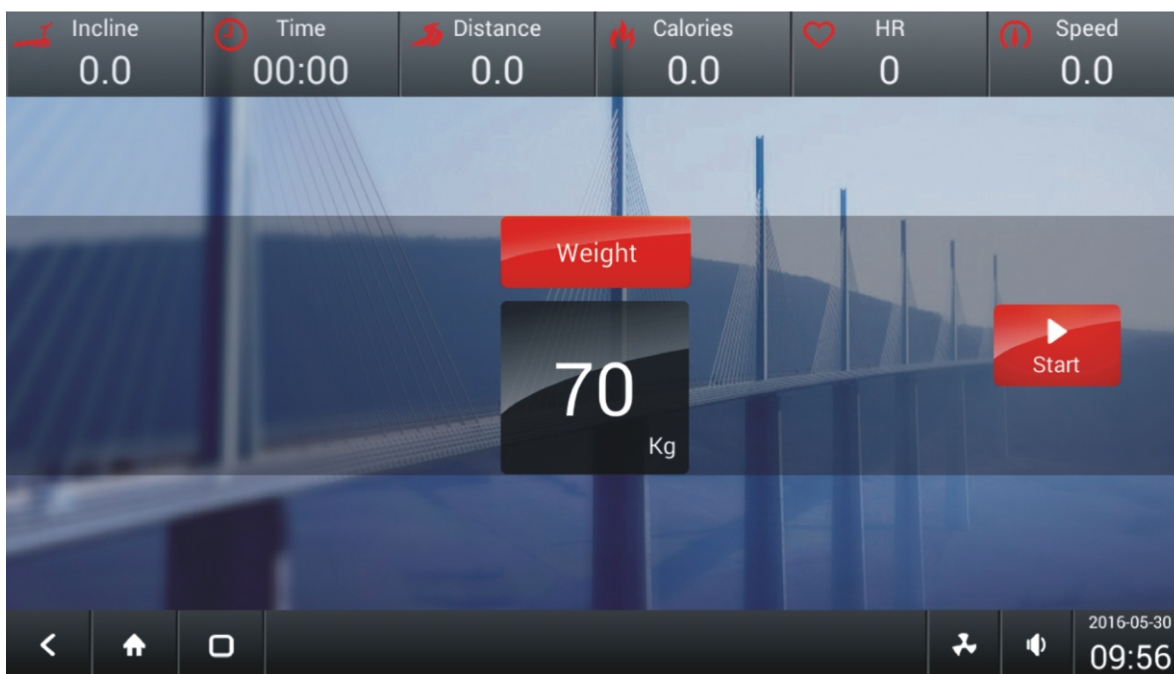 Incline
0.0
Time
00:00
Distance
0.0
Calories
0.0
HR
0
Speed
0.0
Weight
70
Kg
Start
2016-05-30
09:56